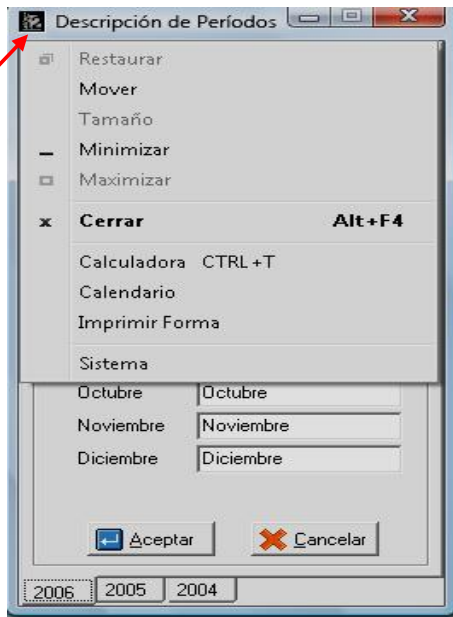 Descripción de Períodos
Restaurar
Mover
Tamaño
Minimizar
Maximizar
Cerrar Alt+F4
Calculadora CTRL+T
Calendario
Imprimir Forma
Sistema
Octubre Octubre
Noviembre Noviembre
Diciembre Diciembre
Aceptar Cancelar
2006 2005 2004